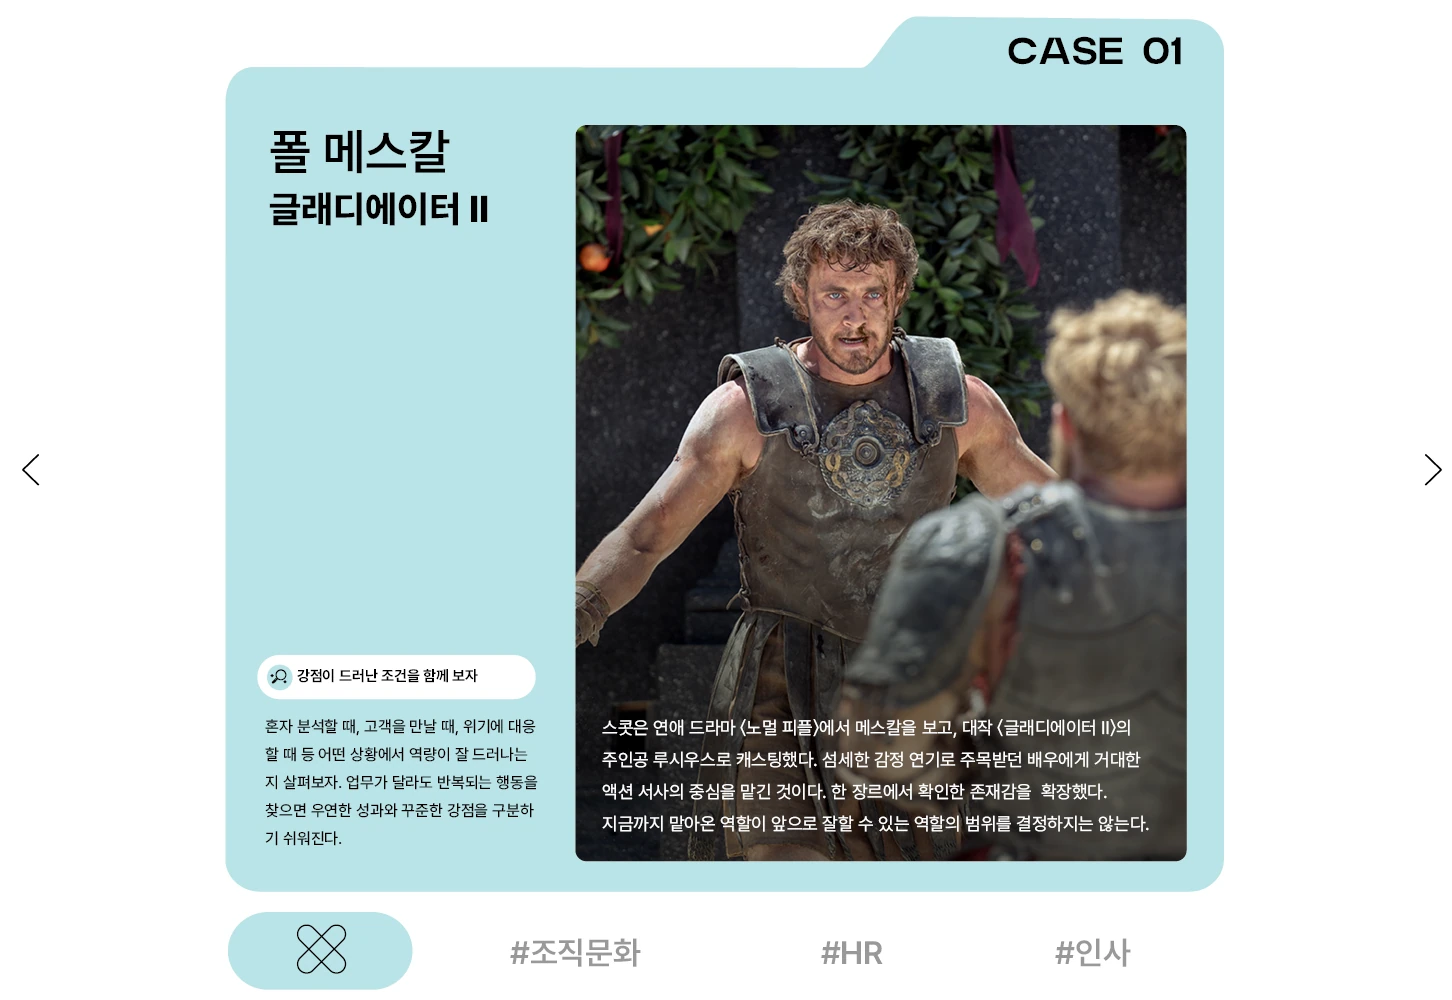 CASE 01
폴 메스칼
글래디에이터 II
강점이 드러난 조건을 함께 보자
혼자 분석할 때, 고객을 만날 때, 위기에 대응
할 때 등 어떤 상황에서 역량이 잘 드러나는
지 살펴보자. 업무가 달라도 반복되는 행동을
찾으면 우연한 성과와 꾸준한 강점을 구분하
기 쉬워진다.
스콧은 연애 드라마 〈노멀 피플〉에서 메스칼을 보고, 대작 〈글래디에이터 II〉의
주인공 루시우스로 캐스팅했다. 섬세한 감정 연기로 주목받던 배우에게 거대한
액션 서사의 중심을 맡긴 것이다. 한 장르에서 확인한 존재감을 확장했다.
지금까지 맡아온 역할이 앞으로 잘할 수 있는 역할의 범위를 결정하지는 않는다.
#조직문화
#HR
#인사